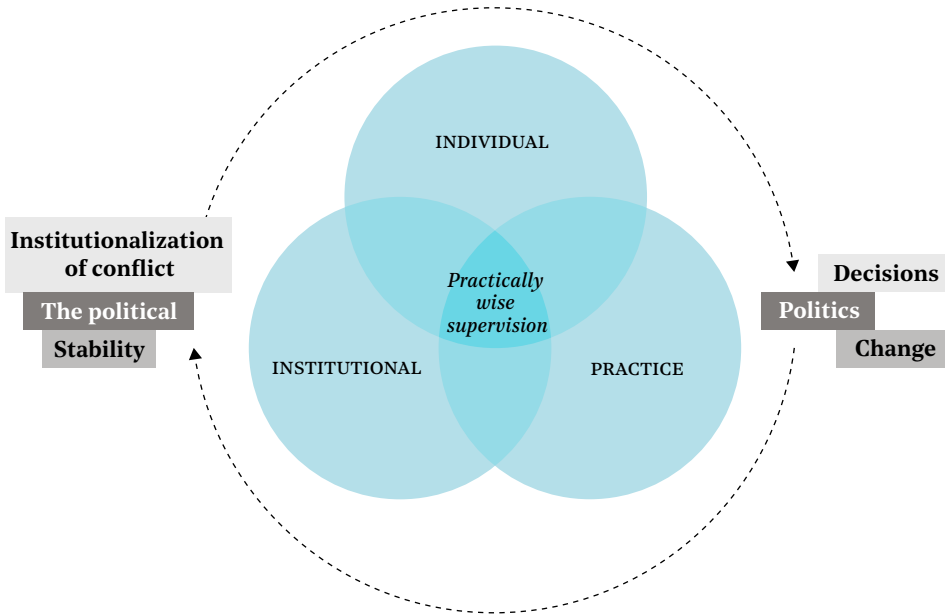 INDIVIDUAL
Institutionalization
of conflict
The political
Stability
Practically
wise
supervision
INSTITUTIONAL
PRACTICE
Decisions
Politics
Change